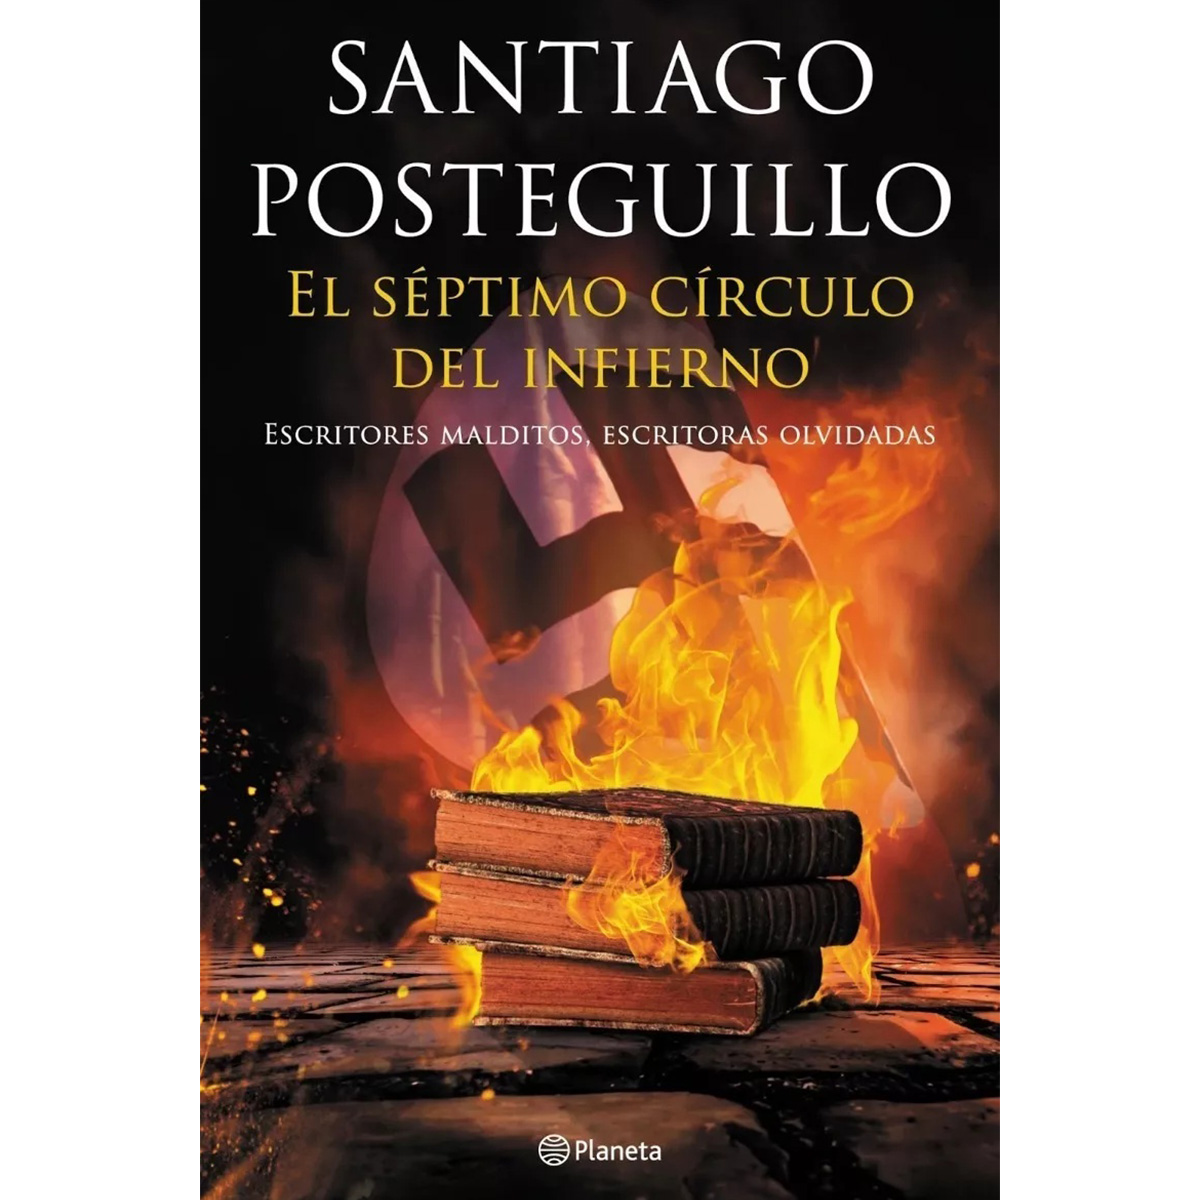 SANTIAGO
POSTEGUILLO
EL SÉPTIMO CÍRCULO
DEL INFIERNO
ESCRITORES MALDITOS, ESCRITORAS OLVIDADAS
Planeta